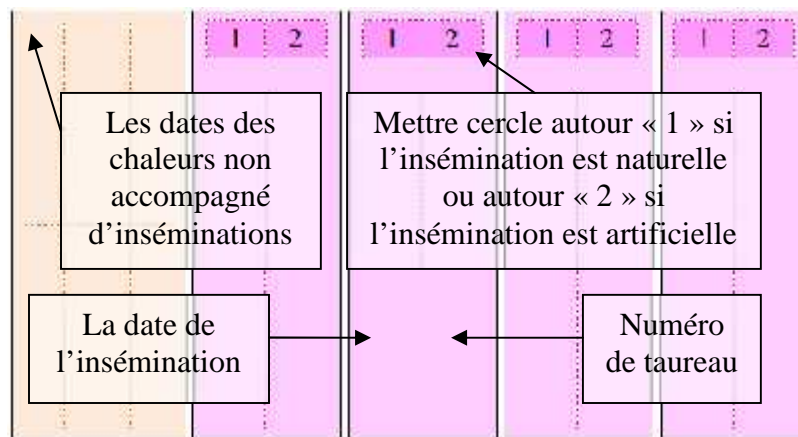 1 2 1 2 1 2 1 2
Les dates des
chaleurs non
accompagné
d’inséminations
Mettre cercle autour « 1 » si
l’insémination est naturelle
ou autour « 2 » si
l’insémination est artificielle
La date de
l’insémination
Numéro
de taureau